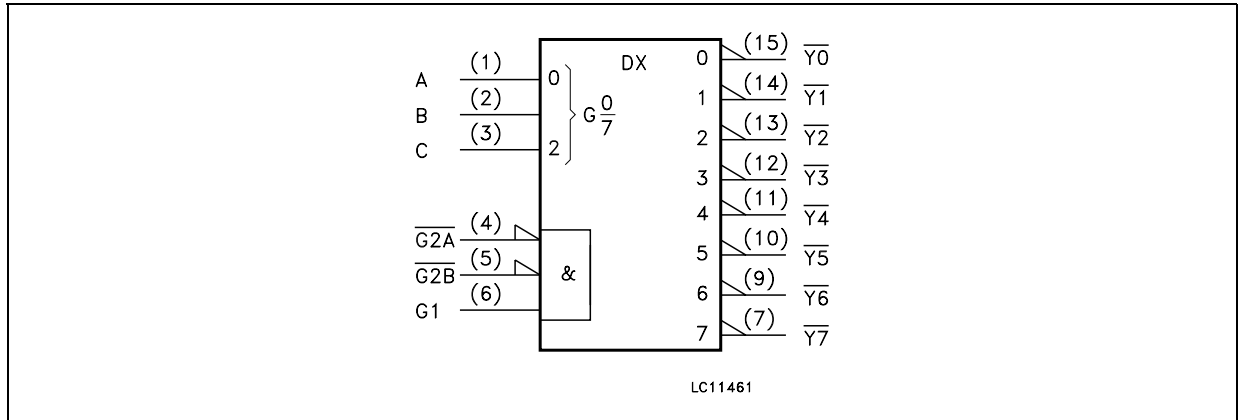 DX
A (1) 0
B (2)
C (3) 2
G 0/7
G2A (4)
G2B (5)
G1 (6)
&
0 (15) Y0
1 (14) Y1
2 (13) Y2
3 (12) Y3
4 (11) Y4
5 (10) Y5
6 (9) Y6
7 (7) Y7
LC11461